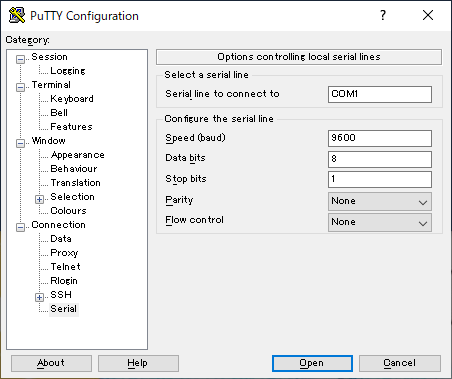 PuTTY Configuration
Category:
Session
Logging
Terminal
Keyboard
Bell
Features
Window
Appearance
Behaviour
Translation
Selection
Colours
Connection
Data
Proxy
Telnet
Rlogin
SSH
Serial
Options controlling local serial lines
Select a serial line
Serial line to connect to COM1
Configure the serial line
Speed (baud) 9600
Data bits 8
Stop bits 1
Parity None
Flow control None
About Help Open Cancel